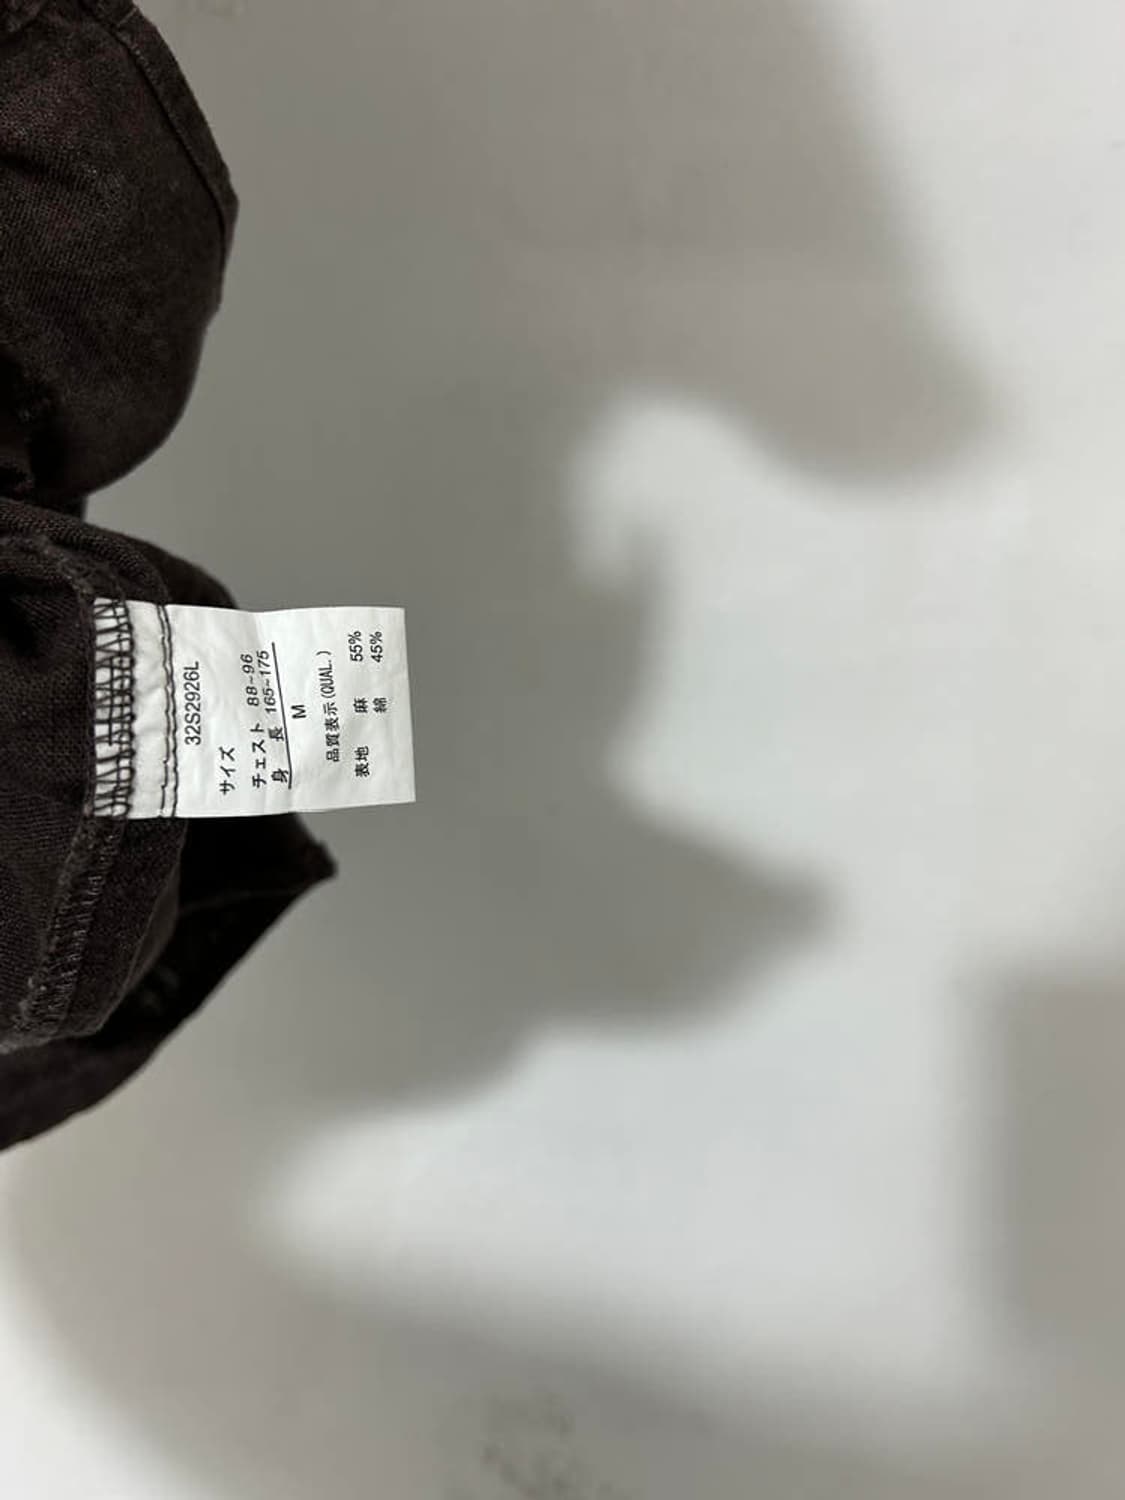 32S2926L
サイズ
チェスト 88~96
身 長 165~175
M
品質表示(QUAL.)
表地 麻 55%
綿 45%